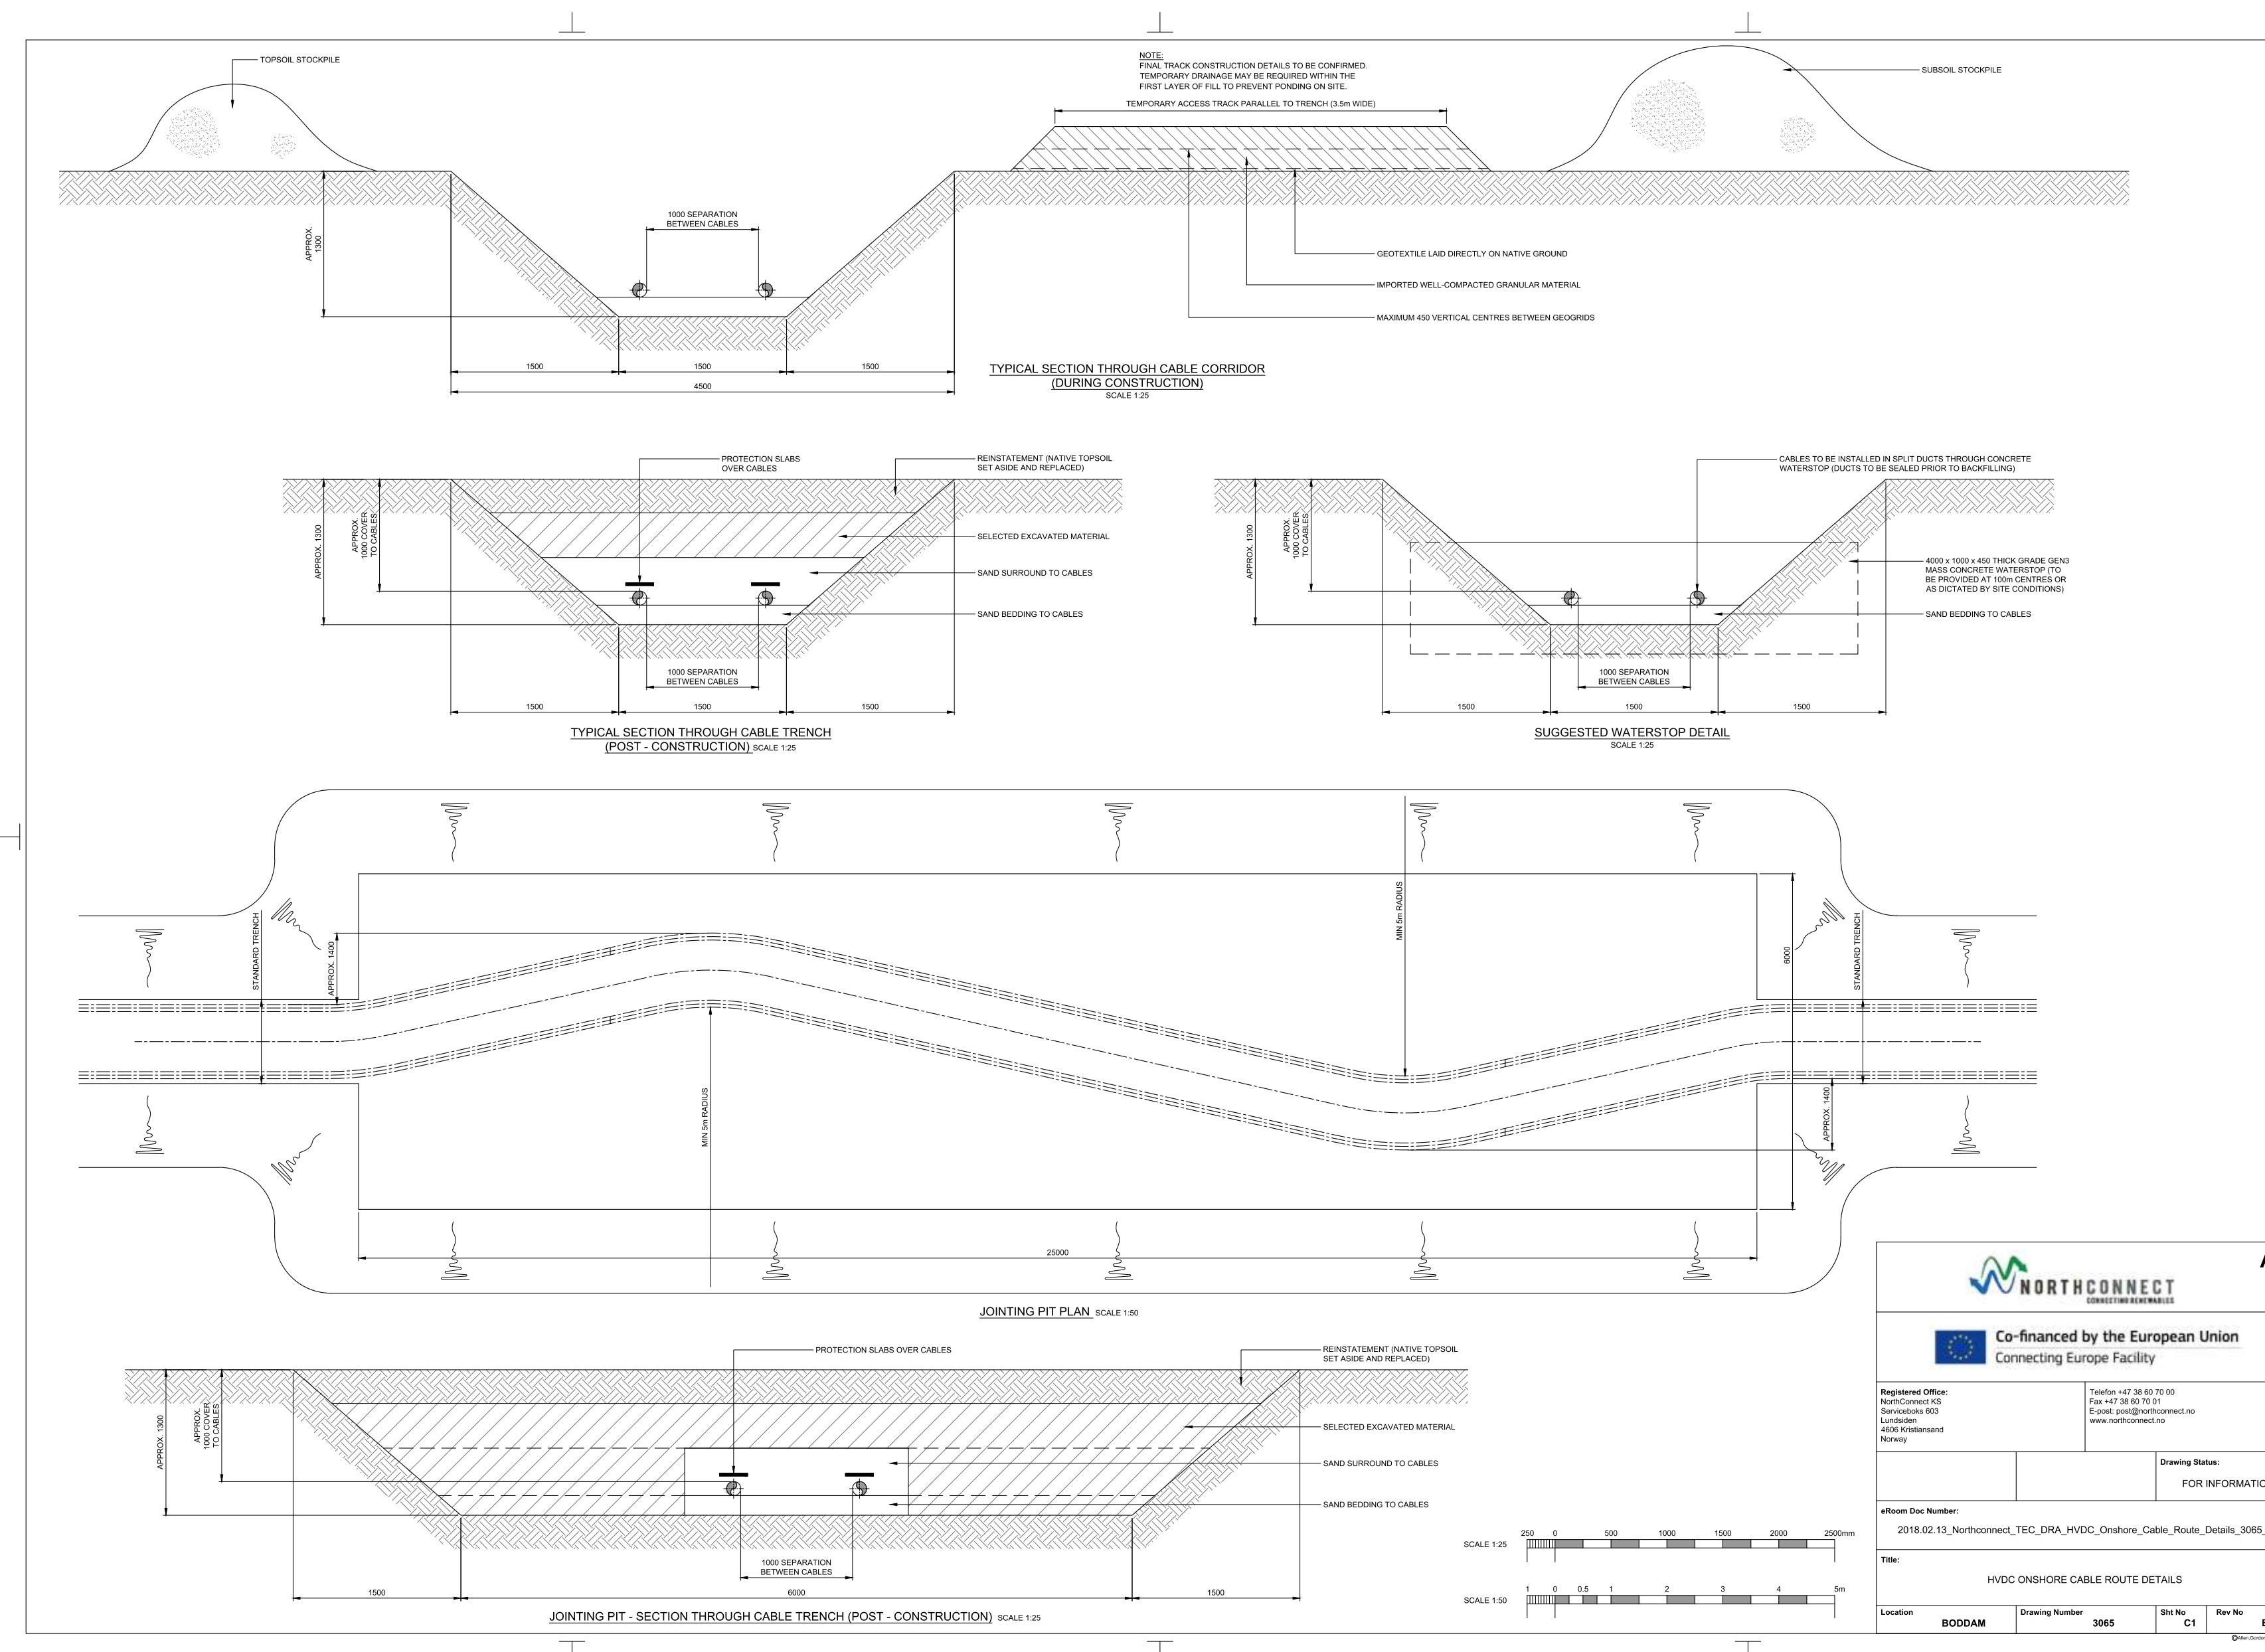 TOPSOIL STOCKPILE
NOTE:
FINAL TRACK CONSTRUCTION DETAILS TO BE CONFIRMED.
TEMPORARY DRAINAGE MAY BE REQUIRED WITHIN THE
FIRST LAYER OF FILL TO PREVENT PONDING ON SITE.
TEMPORARY ACCESS TRACK PARALLEL TO TRENCH (3.5m WIDE)
SUBSOIL STOCKPILE
APPROX.
1300
1000 SEPARATION
BETWEEN CABLES
GEOTEXTILE LAID DIRECTLY ON NATIVE GROUND
IMPORTED WELL-COMPACTED GRANULAR MATERIAL
MAXIMUM 450 VERTICAL CENTRES BETWEEN GEOGRIDS
1500
1500
1500
4500
TYPICAL SECTION THROUGH CABLE CORRIDOR
(DURING CONSTRUCTION)
SCALE 1:25
PROTECTION SLABS
OVER CABLES
REINSTATEMENT (NATIVE TOPSOIL
SET ASIDE AND REPLACED)
APPROX. 1300
APPROX.
1000 COVER
TO CABLES
SELECTED EXCAVATED MATERIAL
SAND SURROUND TO CABLES
SAND BEDDING TO CABLES
1000 SEPARATION
BETWEEN CABLES
1500
1500
1500
TYPICAL SECTION THROUGH CABLE TRENCH
(POST - CONSTRUCTION) SCALE 1:25
CABLES TO BE INSTALLED IN SPLIT DUCTS THROUGH CONCRETE
WATERSTOP (DUCTS TO BE SEALED PRIOR TO BACKFILLING)
APPROX. 1300
APPROX.
1000 COVER
TO CABLES
4000 x 1000 x 450 THICK GRADE GEN3
MASS CONCRETE WATERSTOP (TO
BE PROVIDED AT 100m CENTRES OR
AS DICTATED BY SITE CONDITIONS)
SAND BEDDING TO CABLES
1000 SEPARATION
BETWEEN CABLES
1500
1500
1500
SUGGESTED WATERSTOP DETAIL
SCALE 1:25
STANDARD TRENCH
APPROX. 1400
MIN 5m RADIUS
MIN 5m RADIUS
6000
STANDARD TRENCH
APPROX. 1400
25000
JOINTING PIT PLAN SCALE 1:50
PROTECTION SLABS OVER CABLES
REINSTATEMENT (NATIVE TOPSOIL
SET ASIDE AND REPLACED)
APPROX. 1300
APPROX.
1000 COVER
TO CABLES
SELECTED EXCAVATED MATERIAL
SAND SURROUND TO CABLES
SAND BEDDING TO CABLES
1000 SEPARATION
BETWEEN CABLES
1500
6000
1500
JOINTING PIT - SECTION THROUGH CABLE TRENCH (POST - CONSTRUCTION) SCALE 1:25
SCALE 1:25
250 0 500 1000 1500 2000 2500mm
SCALE 1:50
1 0 0.5 1 2 3 4 5m
NORTHCONNECT
CONNECTING RENEWABLES
Co-financed by the European Union
Connecting Europe Facility
Registered Office:
NorthConnect KS
Serviceboks 603
Lundsiden
4606 Kristiansand
Norway
Telefon +47 38 60 70 00
Fax +47 38 60 70 01
E-post: post@northconnect.no
www.northconnect.no
Drawing Status:
FOR INFORMATIO
eRoom Doc Number:
2018.02.13_Northconnect_TEC_DRA_HVDC_Onshore_Cable_Route_Details_3065_
Title:
HVDC ONSHORE CABLE ROUTE DETAILS
Location
BODDAM
Drawing Number
3065
Sht No
C1
Rev No